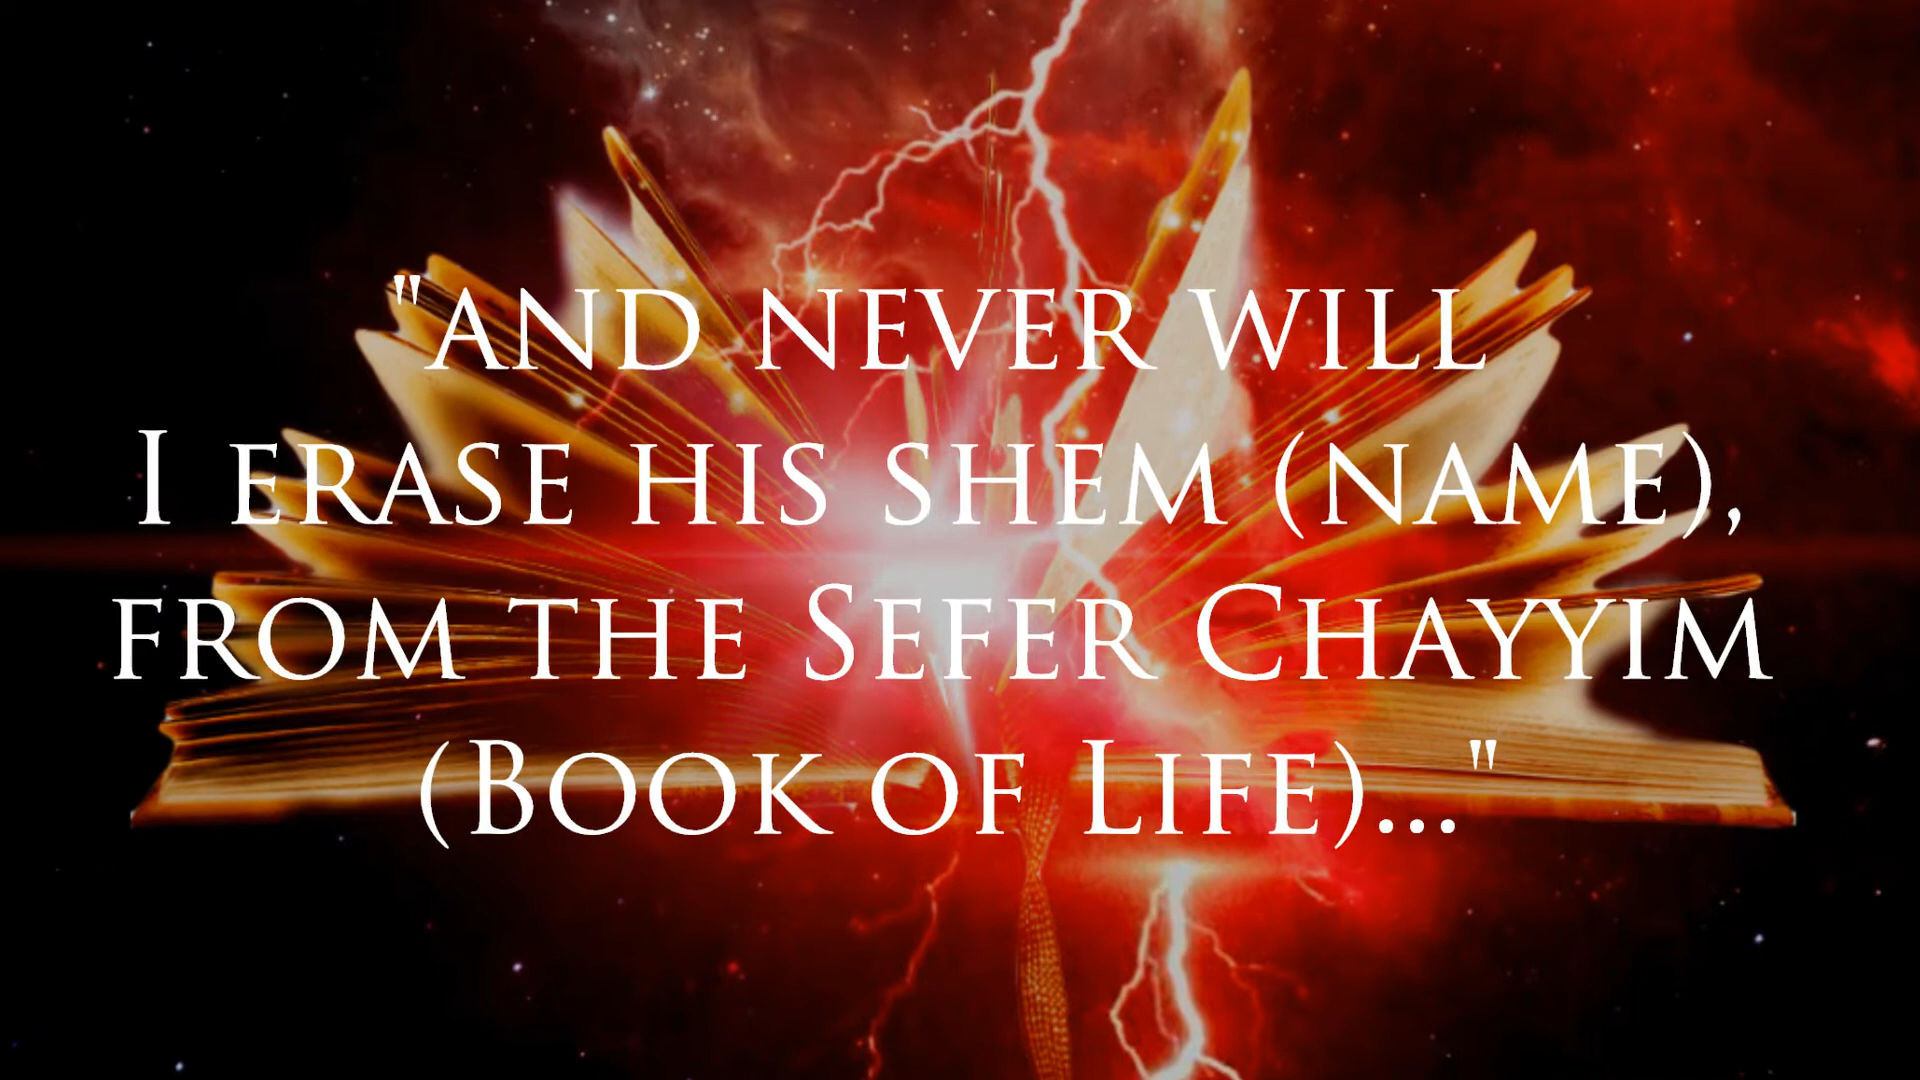 "and never will
I erase his shem (name),
from the Sefer Chayyim
(Book of Life)..."